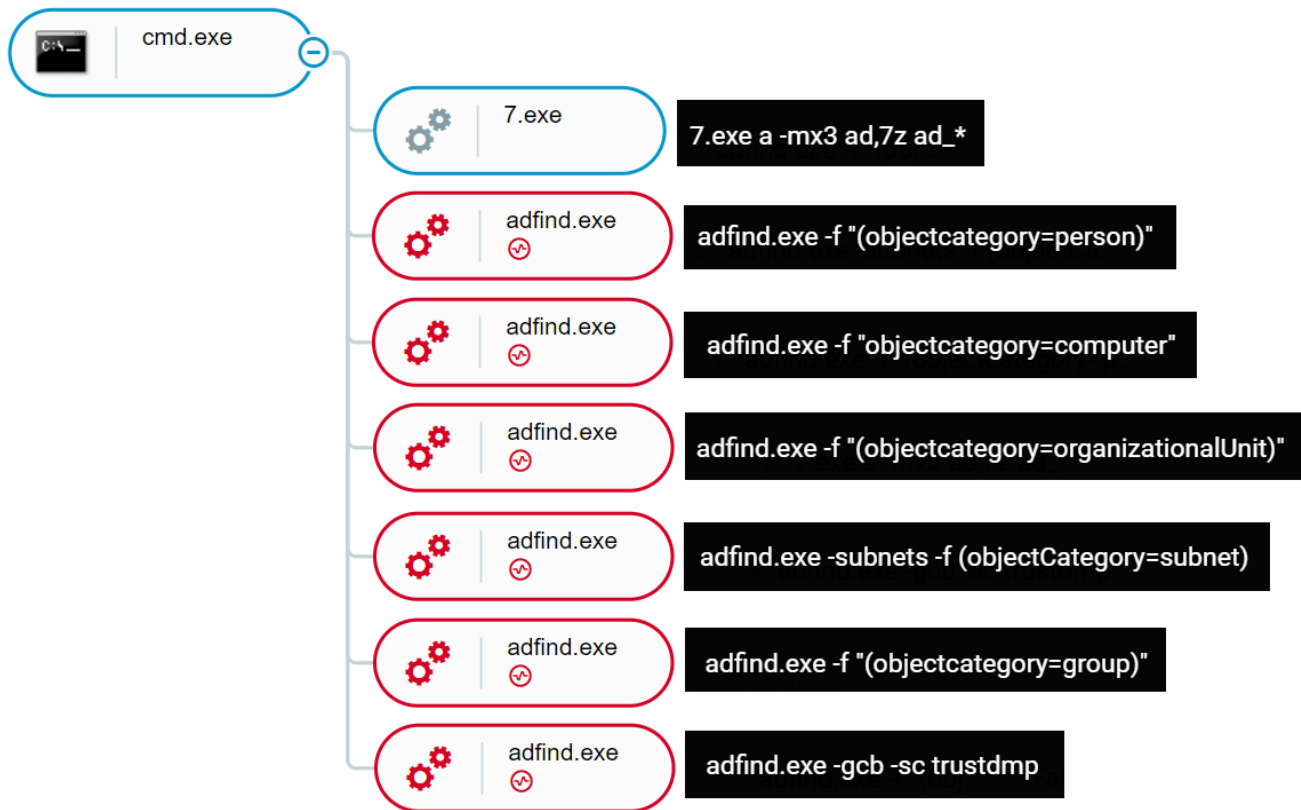 cmd.exe
7.exe
7.exe a -mx3 ad,7z ad_*
adfind.exe
adfind.exe -f "(objectcategory=person)"
adfind.exe
adfind.exe -f "objectcategory=computer"
adfind.exe
adfind.exe -f "(objectcategory=organizationalUnit)"
adfind.exe
adfind.exe -subnets -f (objectCategory=subnet)
adfind.exe
adfind.exe -f "(objectcategory=group)"
adfind.exe
adfind.exe -gcb -sc trustdmp